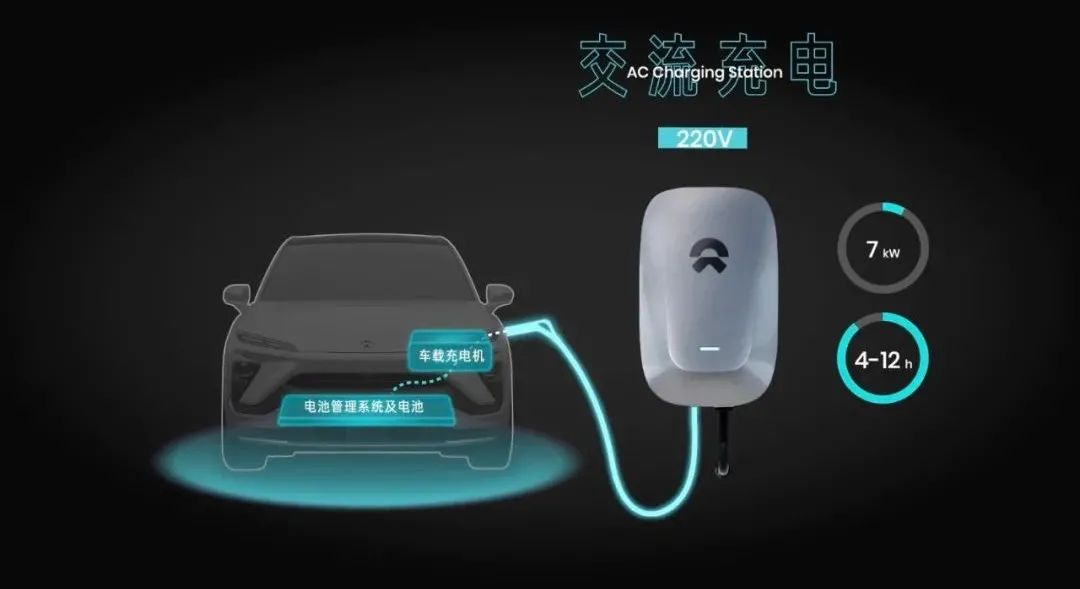 交流充电
AC Charging Station
220V
7 kW
4-12 h
车载充电机
电池管理系统及电池